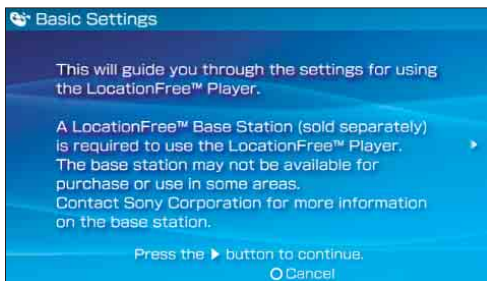 Basic Settings
This will guide you through the settings for using
the LocationFree™ Player.
A LocationFree™ Base Station (sold separately)
is required to use the LocationFree™ Player.
The base station may not be available for
purchase or use in some areas.
Contact Sony Corporation for more information
on the base station.
Press the ▶ button to continue.
○ Cancel